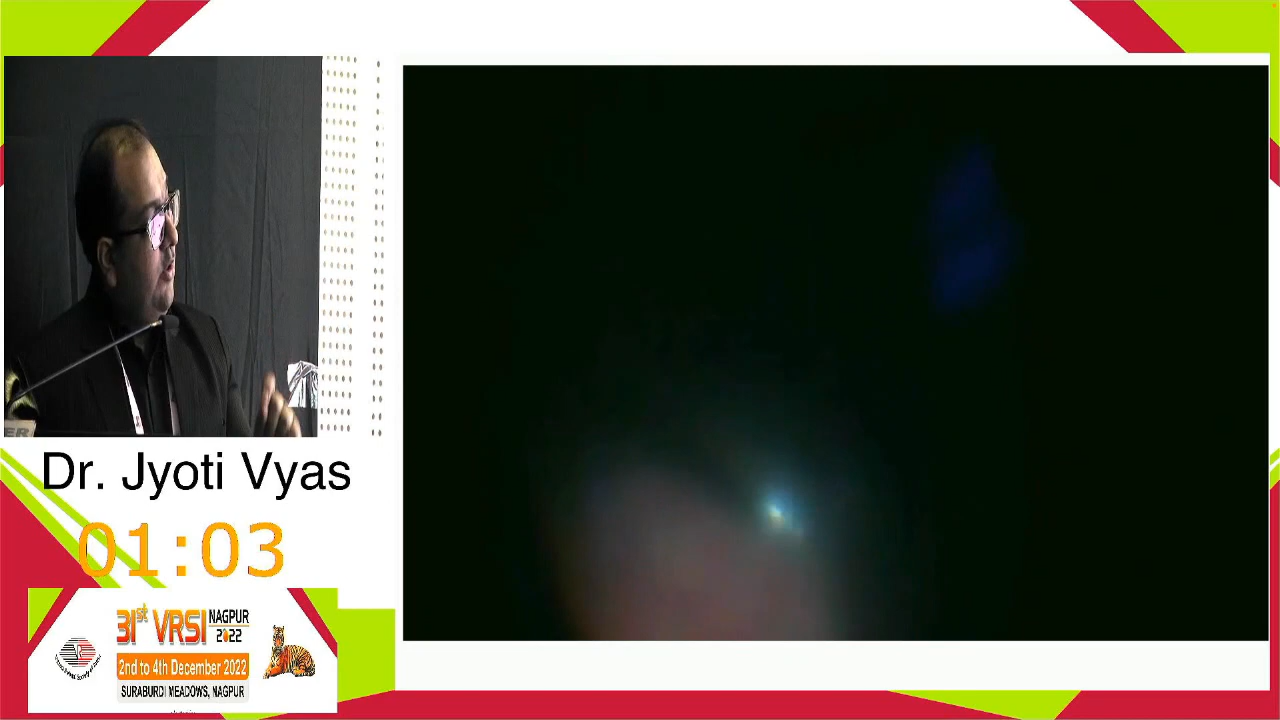 Dr. Jyoti Vyas
01:03
31st VRSI NAGPUR 2022
2nd to 4th December 2022
SURABURDI MEADOWS, NAGPUR